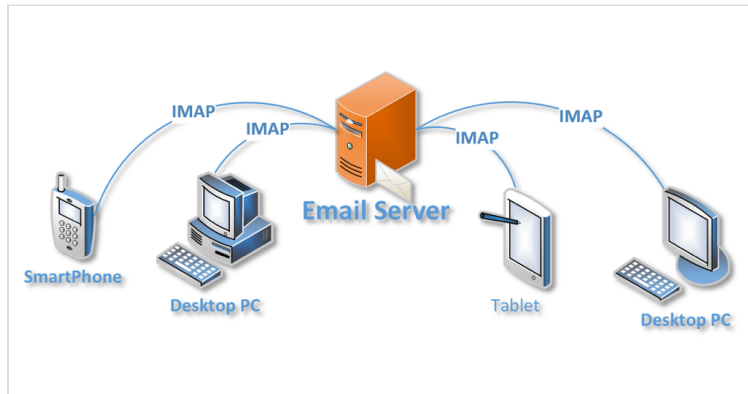 IMAP
IMAP
IMAP
IMAP
Email Server
SmartPhone
Desktop PC
Tablet
Desktop PC